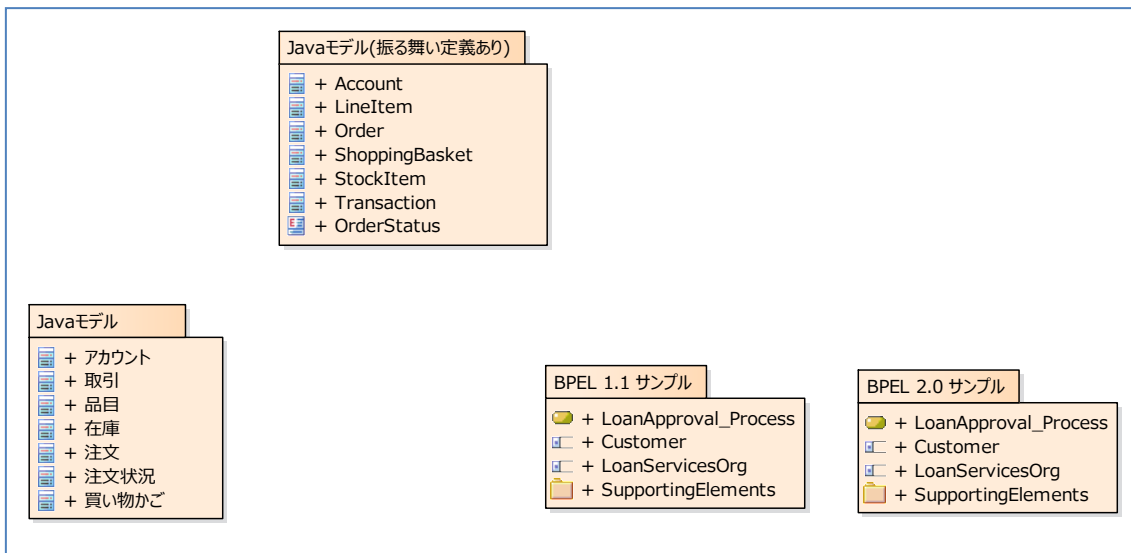 Javaモデル(振る舞い定義あり)
+ Account
+ LineItem
+ Order
+ ShoppingBasket
+ StockItem
+ Transaction
+ OrderStatus
Javaモデル
+ アカウント
+ 取引
+ 品目
+ 在庫
+ 注文
+ 注文状況
+ 買い物かご
BPEL 1.1 サンプル
+ LoanApproval_Process
+ Customer
+ LoanServicesOrg
+ SupportingElements
BPEL 2.0 サンプル
+ LoanApproval_Process
+ Customer
+ LoanServicesOrg
+ SupportingElements